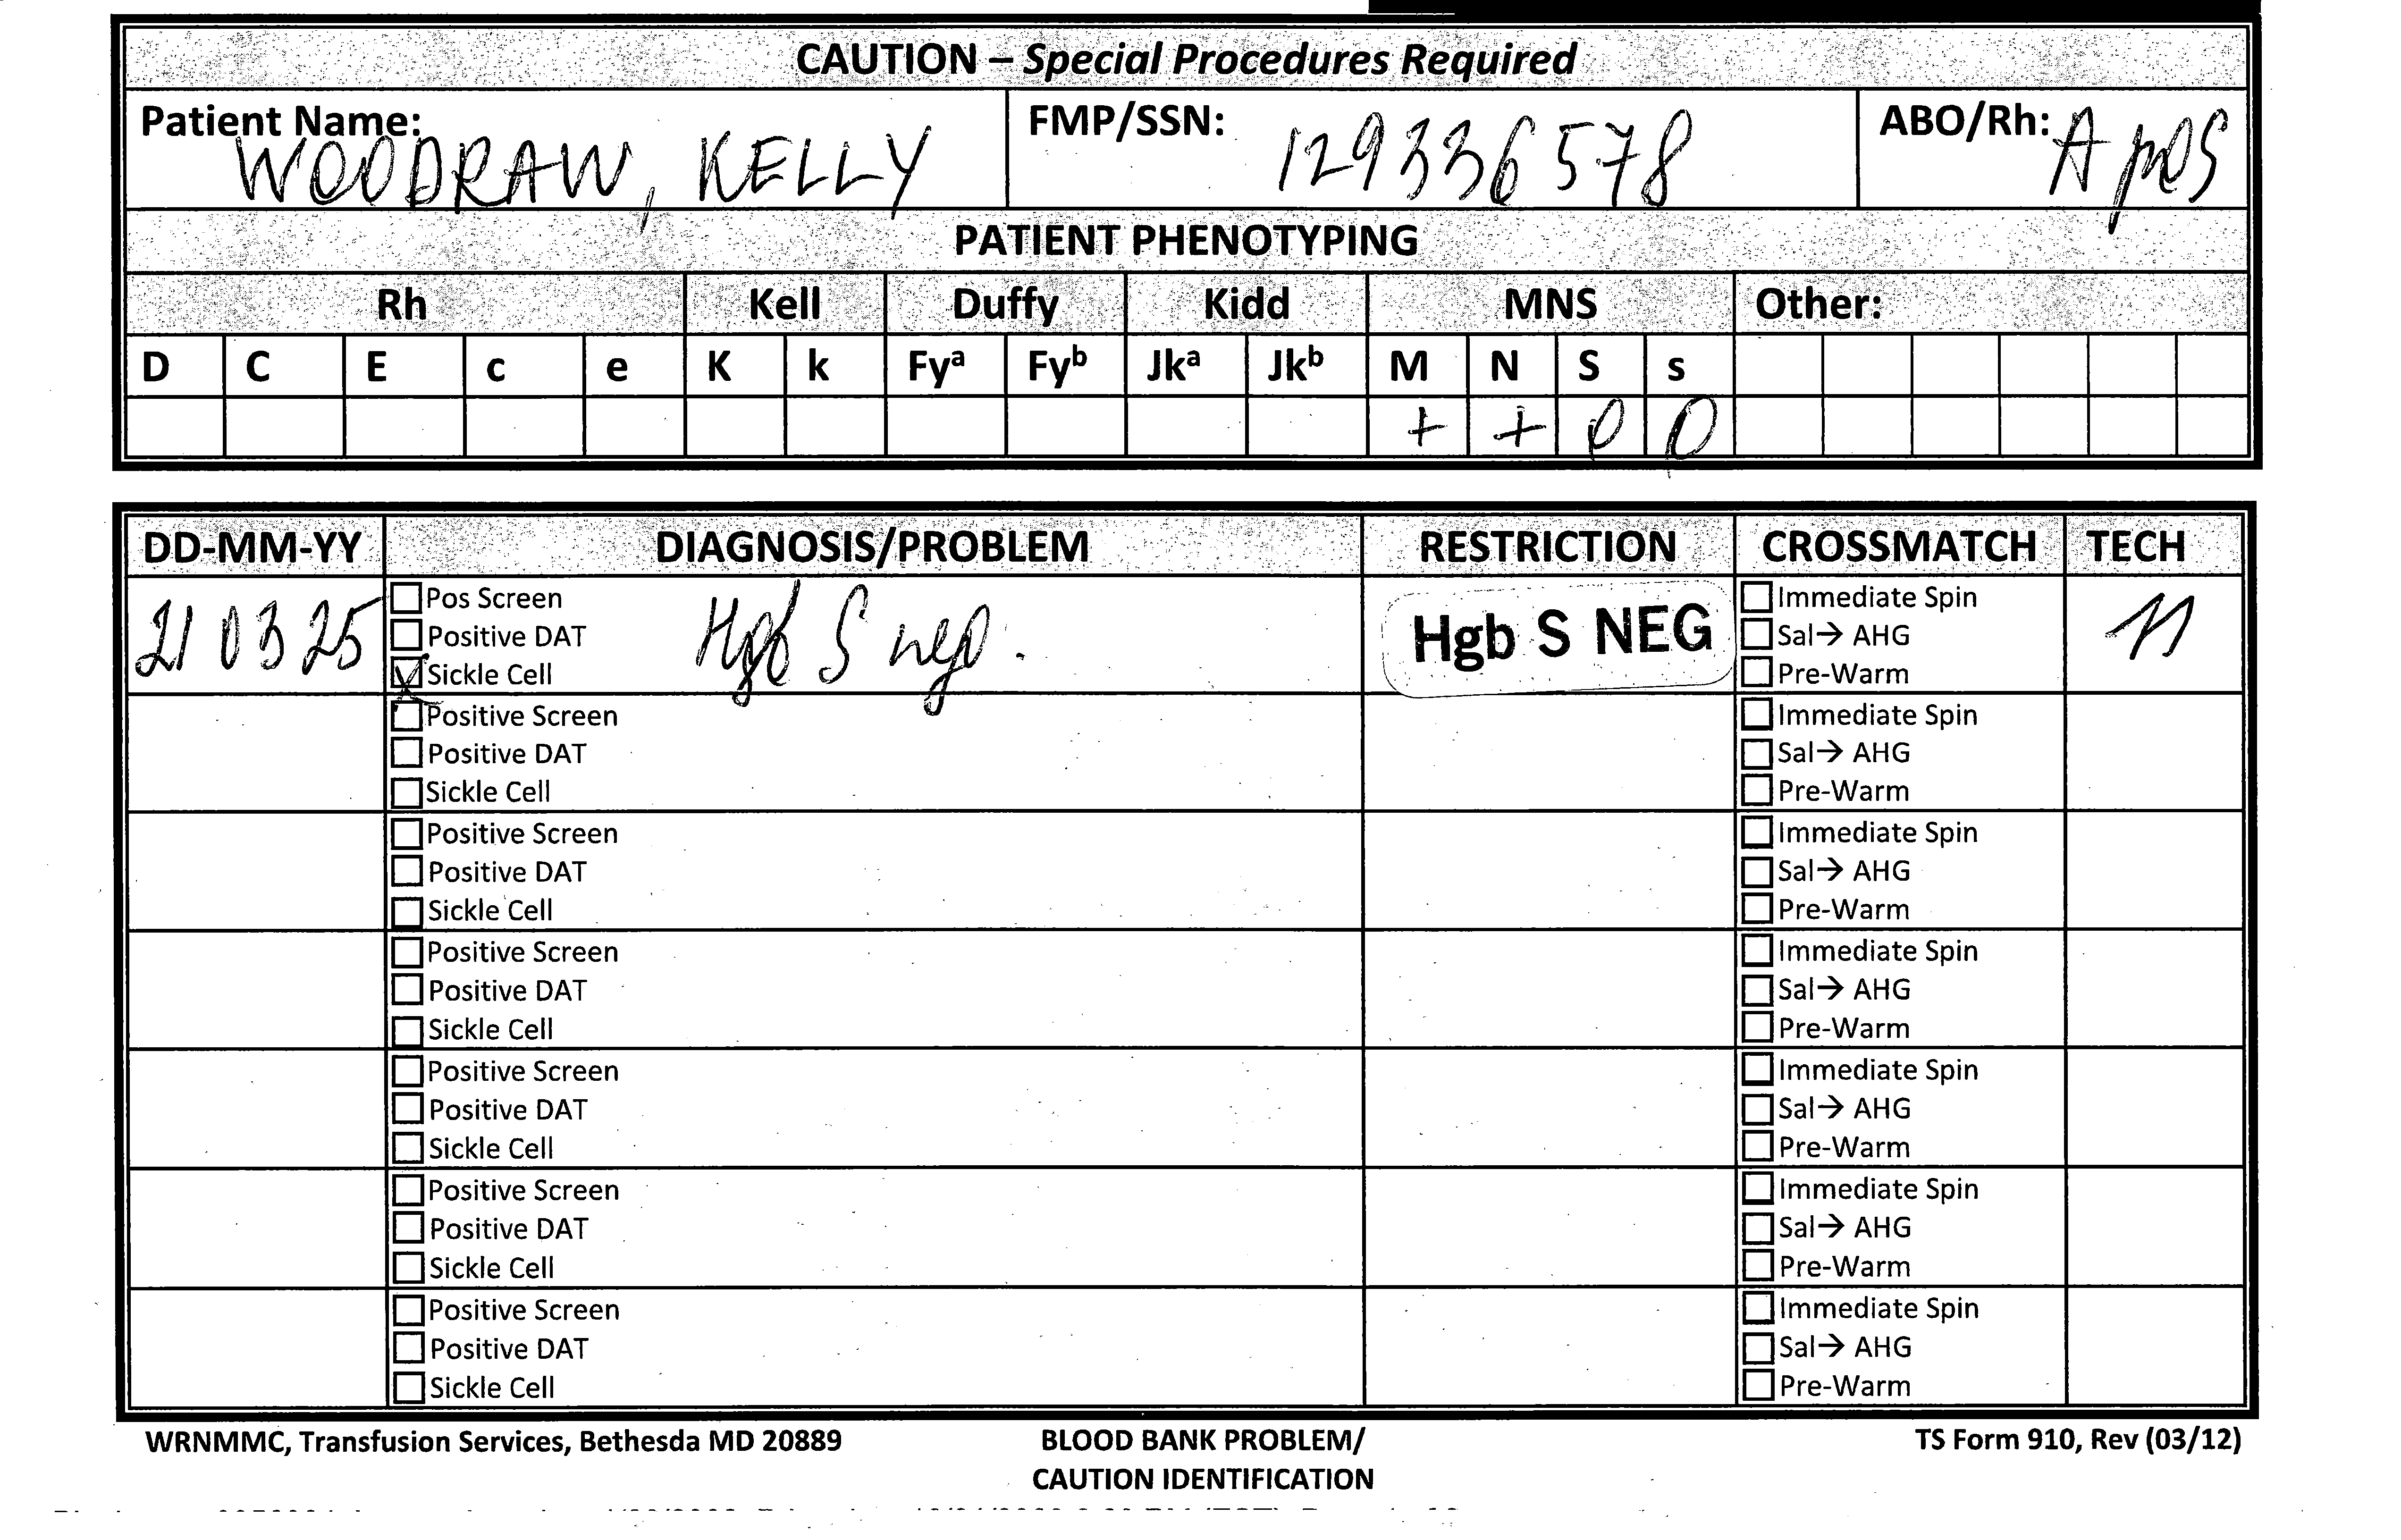 CAUTION – Special Procedures Required
Patient Name: WOODRAW, KELLY FMP/SSN: 129336578 ABO/Rh: A pos
PATIENT PHENOTYPING
Rh Kell Duffy Kidd MNS Other:
D C E c e K k Fyᵃ Fyᵇ Jkᵃ Jkᵇ M N S s
+ + 0 0
DD-MM-YY DIAGNOSIS/PROBLEM RESTRICTION CROSSMATCH TECH
Pos Screen Immediate Spin
21 03 25 Positive DAT Hgb S neg. Hgb S NEG Sal→ AHG
Sickle Cell Pre-Warm
Positive Screen Immediate Spin
Positive DAT Sal→ AHG
Sickle Cell Pre-Warm
Positive Screen Immediate Spin
Positive DAT Sal→ AHG
Sickle Cell Pre-Warm
Positive Screen Immediate Spin
Positive DAT Sal→ AHG
Sickle Cell Pre-Warm
Positive Screen Immediate Spin
Positive DAT Sal→ AHG
Sickle Cell Pre-Warm
Positive Screen Immediate Spin
Positive DAT Sal→ AHG
Sickle Cell Pre-Warm
Positive Screen Immediate Spin
Positive DAT Sal→ AHG
Sickle Cell Pre-Warm
WRNMMC, Transfusion Services, Bethesda MD 20889 BLOOD BANK PROBLEM/ TS Form 910, Rev (03/12)
CAUTION IDENTIFICATION